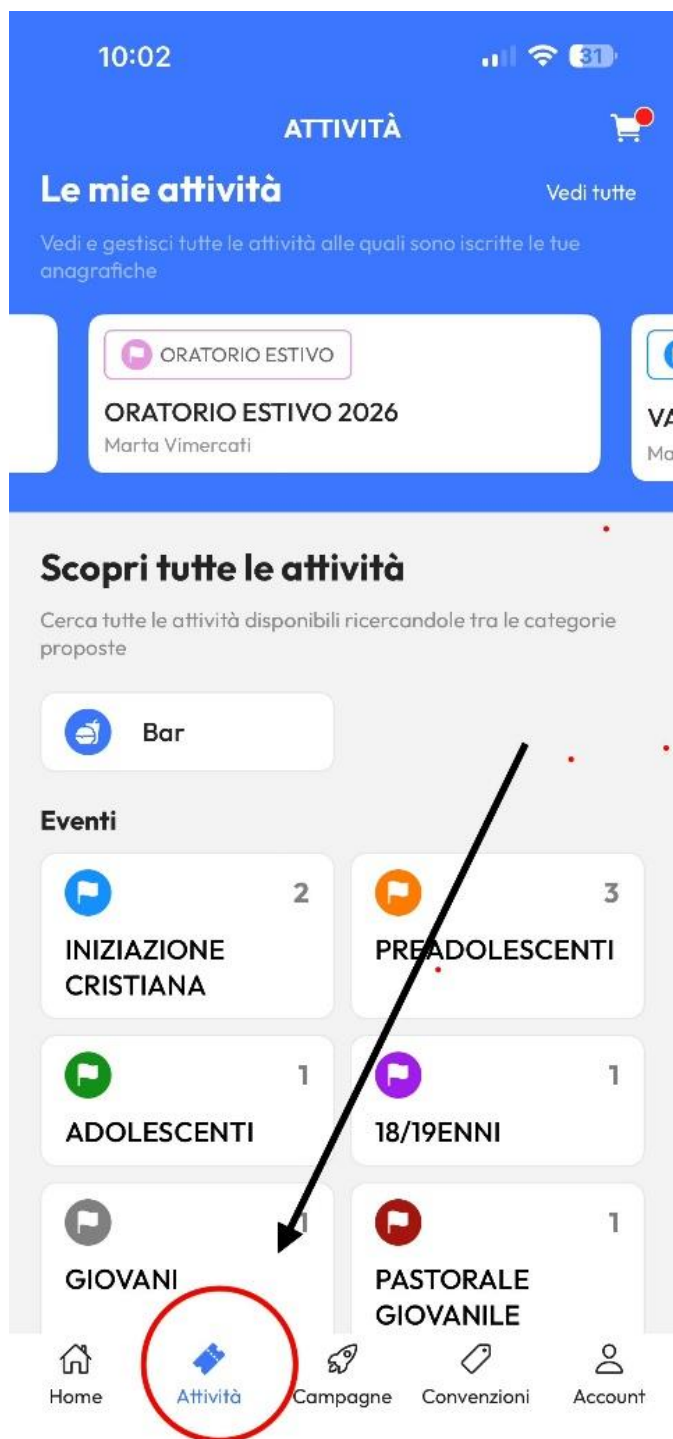 10:02
31
ATTIVITÀ
Le mie attività
Vedi tutte
Vedi e gestisci tutte le attività alle quali sono iscritte le tue
anagrafiche
ORATORIO ESTIVO
ORATORIO ESTIVO 2026
Marta Vimercati
VA
Ma
Scopri tutte le attività
Cerca tutte le attività disponibili ricercandole tra le categorie
proposte
Bar
Eventi
2
INIZIAZIONE
CRISTIANA
3
PREADOLESCENTI
1
ADOLESCENTI
1
18/19ENNI
1
GIOVANI
1
PASTORALE
GIOVANILE
Home
Attività
Campagne
Convenzioni
Account